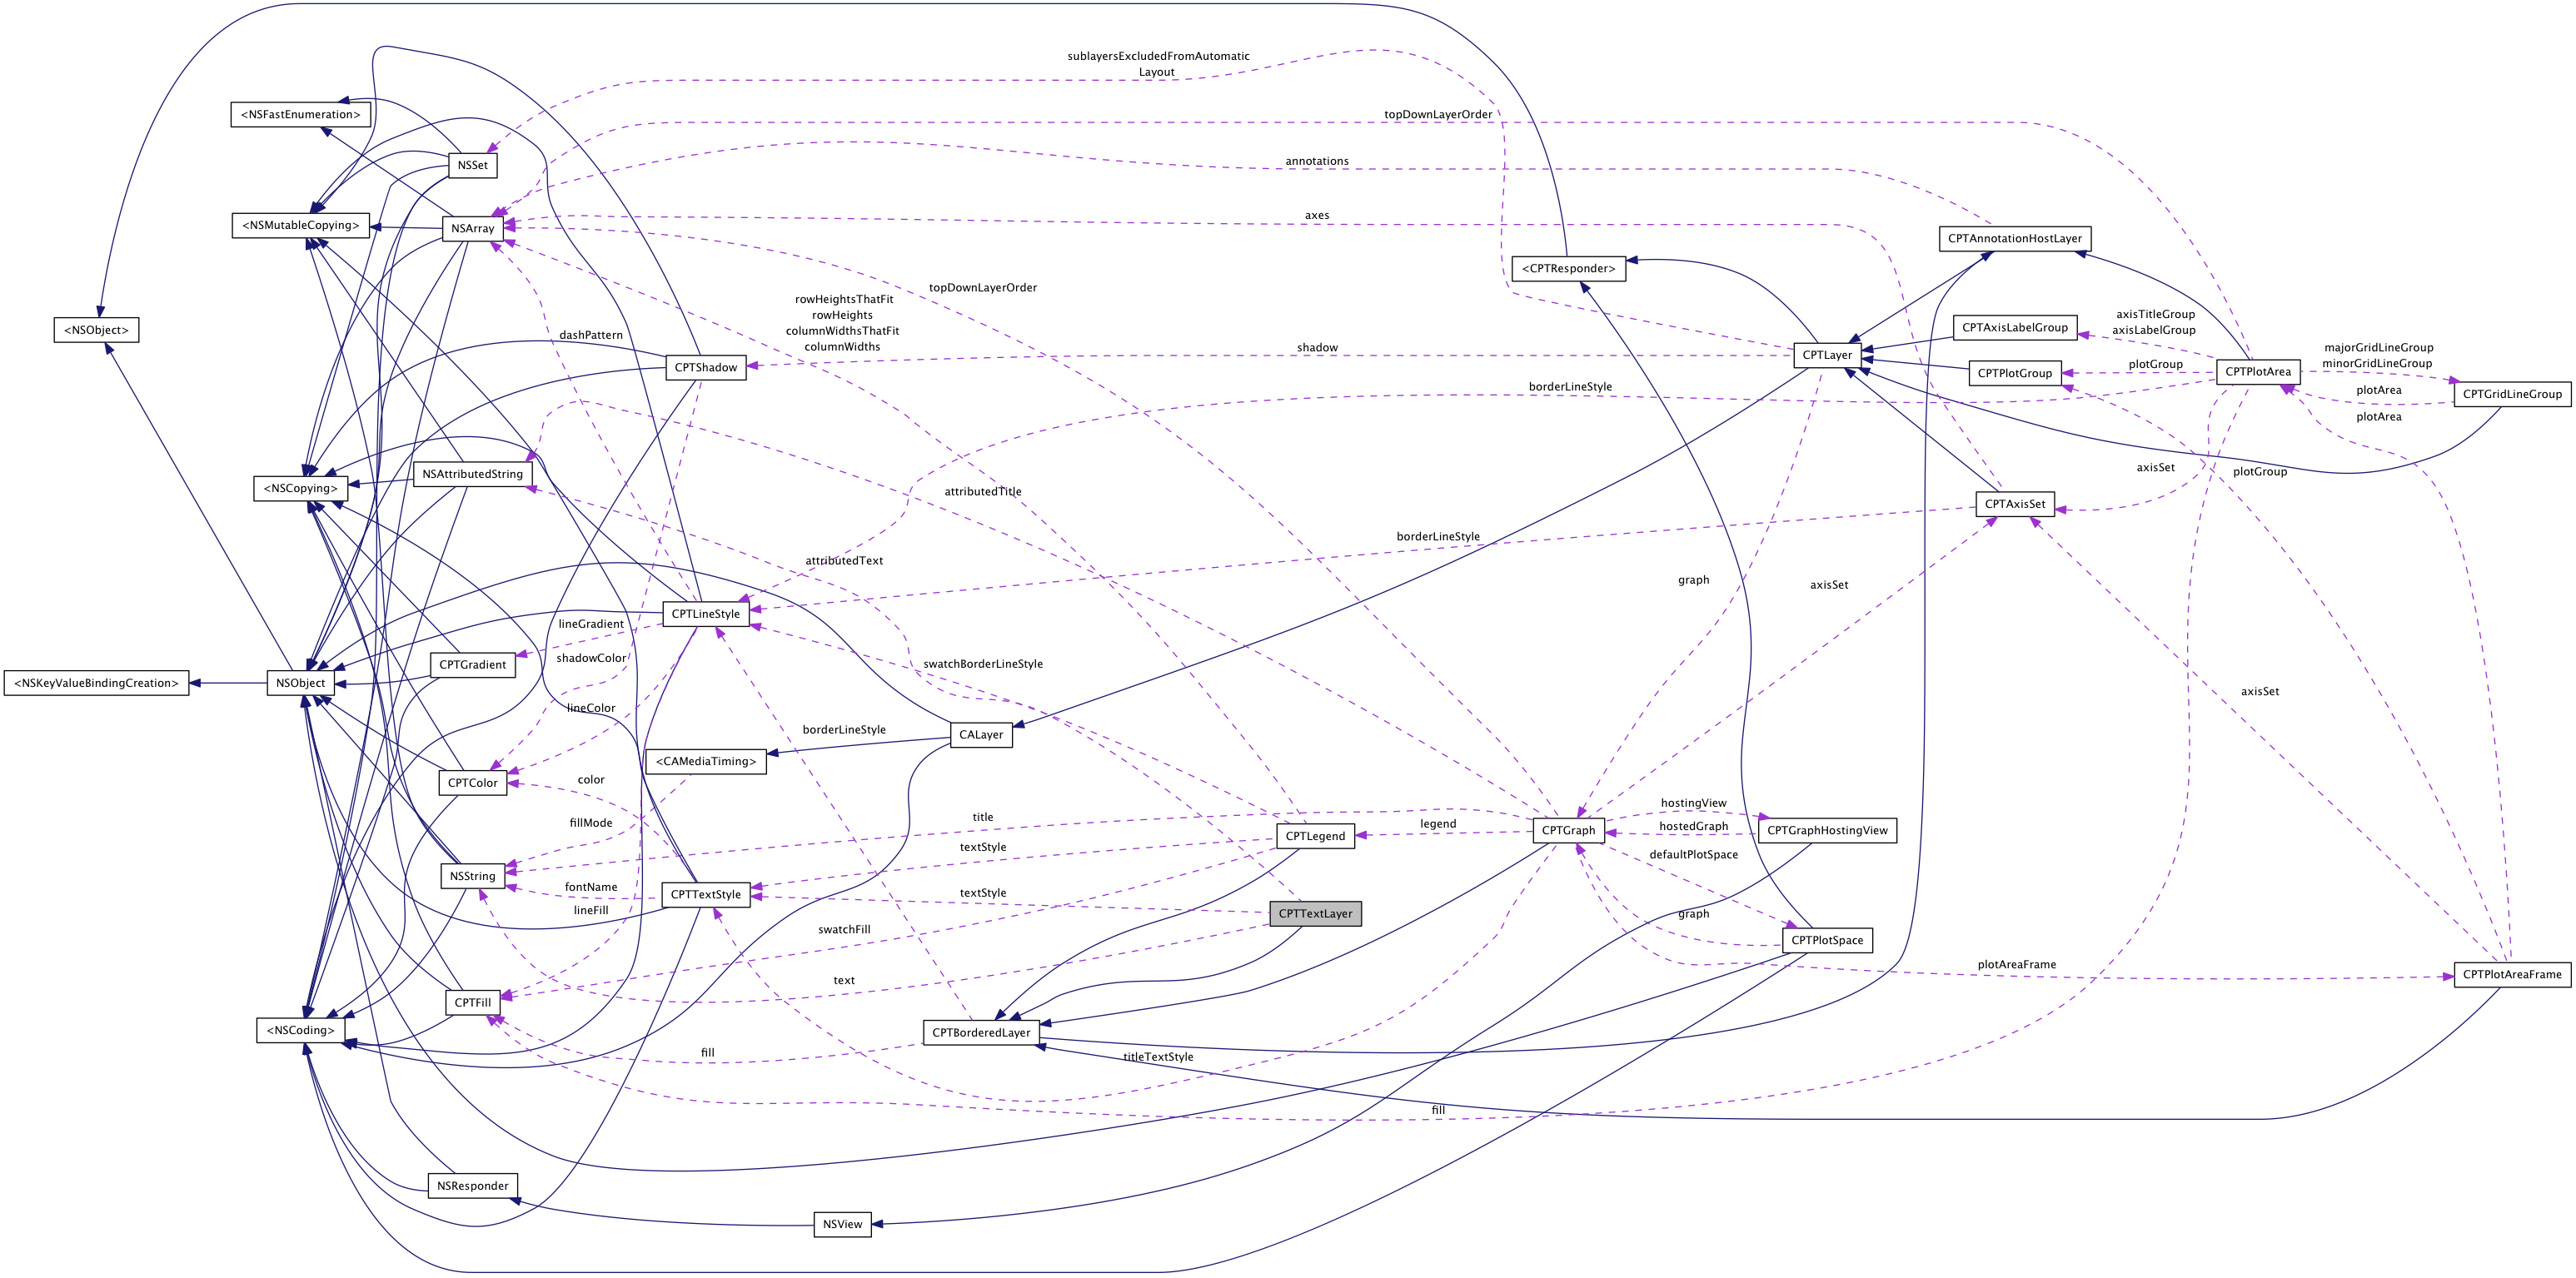 sublayersExcludedFromAutomatic
Layout
<NSFastEnumeration>
topDownLayerOrder
NSSet
annotations
<NSMutableCopying>
NSArray
axes
CPTAnnotationHostLayer
<CPTResponder>
topDownLayerOrder
rowHeightsThatFit
rowHeights
columnWidthsThatFit
columnWidths
<NSObject>
dashPattern
CPTAxisLabelGroup
axisTitleGroup
axisLabelGroup
shadow
CPTLayer
CPTShadow
majorGridLineGroup
minorGridLineGroup
plotGroup
CPTPlotGroup
CPTPlotArea
borderLineStyle
plotArea
CPTGridLineGroup
plotArea
NSAttributedString
axisSet
plotGroup
<NSCopying>
attributedTitle
CPTAxisSet
borderLineStyle
attributedText
graph
axisSet
CPTLineStyle
lineGradient
shadowColor
CPTGradient
swatchBorderLineStyle
<NSKeyValueBindingCreation>
NSObject
axisSet
lineColor
borderLineStyle
CALayer
<CAMediaTiming>
color
CPTColor
hostingView
title
fillMode
legend
hostedGraph
CPTLegend
CPTGraph
CPTGraphHostingView
textStyle
defaultPlotSpace
NSString
fontName
CPTTextStyle
textStyle
lineFill
CPTTextLayer
graph
swatchFill
CPTPlotSpace
plotAreaFrame
CPTPlotAreaFrame
text
CPTFill
<NSCoding>
CPTBorderedLayer
fill
titleTextStyle
fill
NSResponder
NSView